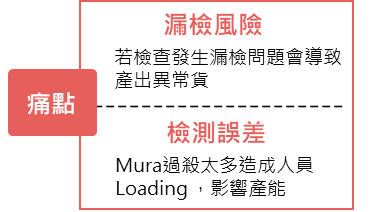 痛點
漏檢風險
若檢查發生漏檢問題會導致
產出異常貨
檢測誤差
Mura過殺太多造成人員
Loading ，影響產能